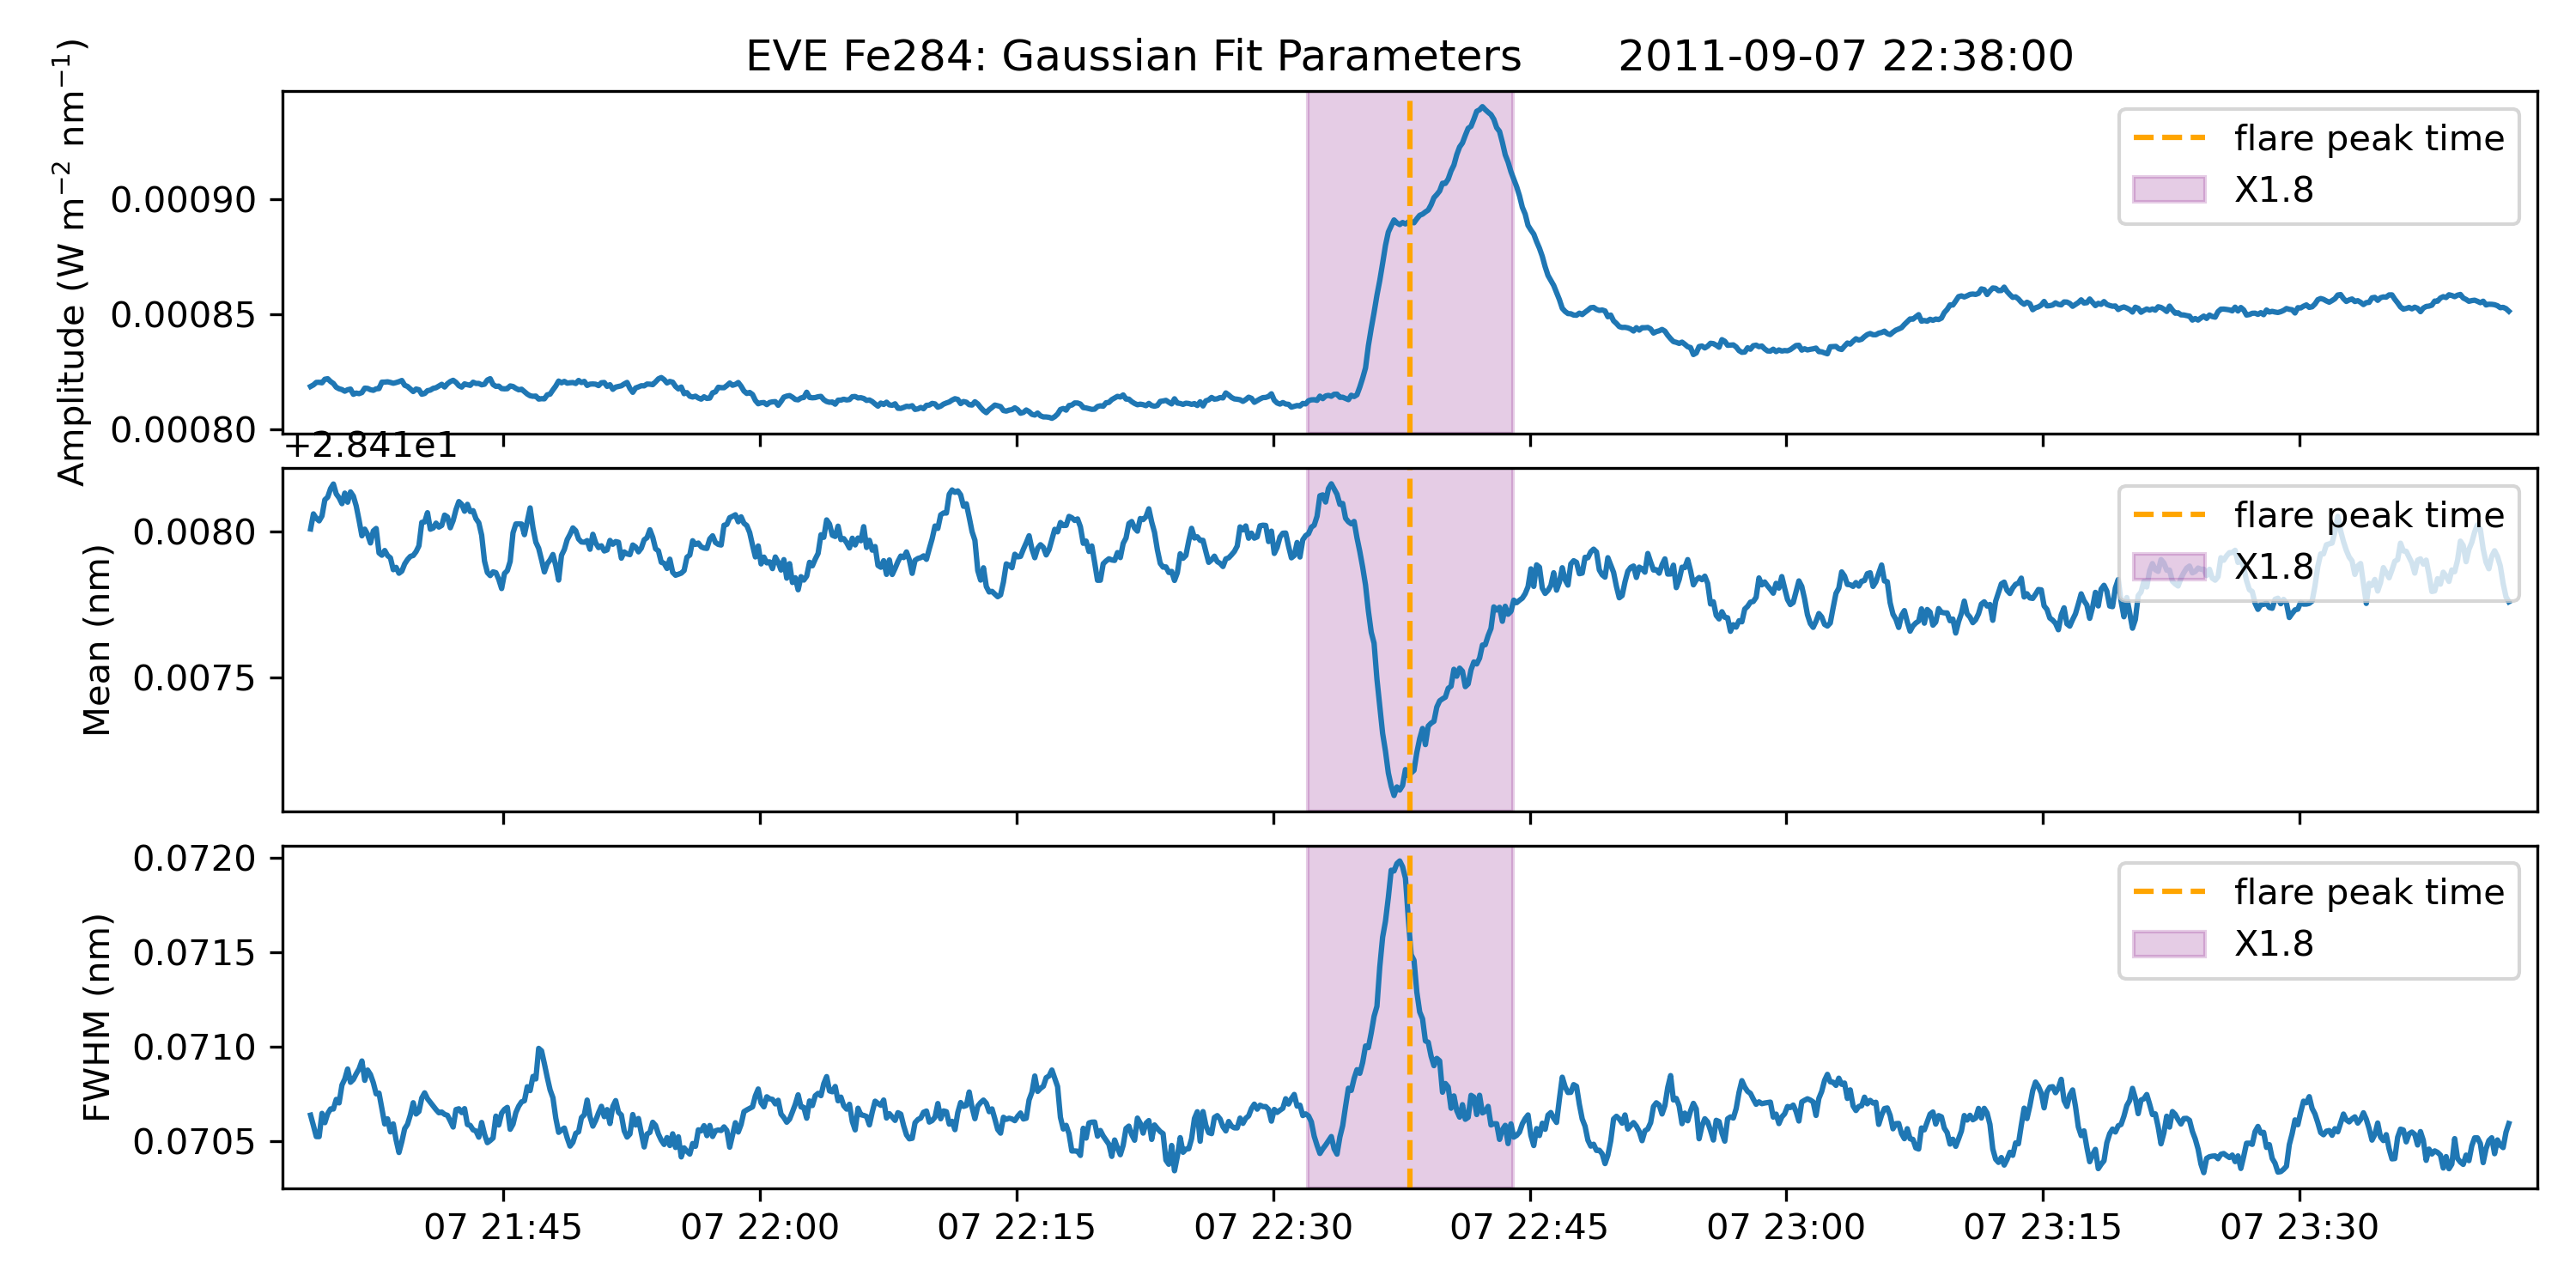 EVE Fe284: Gaussian Fit Parameters 2011-09-07 22:38:00
Amplitude (W m⁻² nm⁻¹)
0.00090
0.00085
0.00080
flare peak time
X1.8
+2.841e1
Mean (nm)
0.0080
0.0075
flare peak time
X1.8
FWHM (nm)
0.0720
0.0715
0.0710
0.0705
flare peak time
X1.8
07 21:45 07 22:00 07 22:15 07 22:30 07 22:45 07 23:00 07 23:15 07 23:30